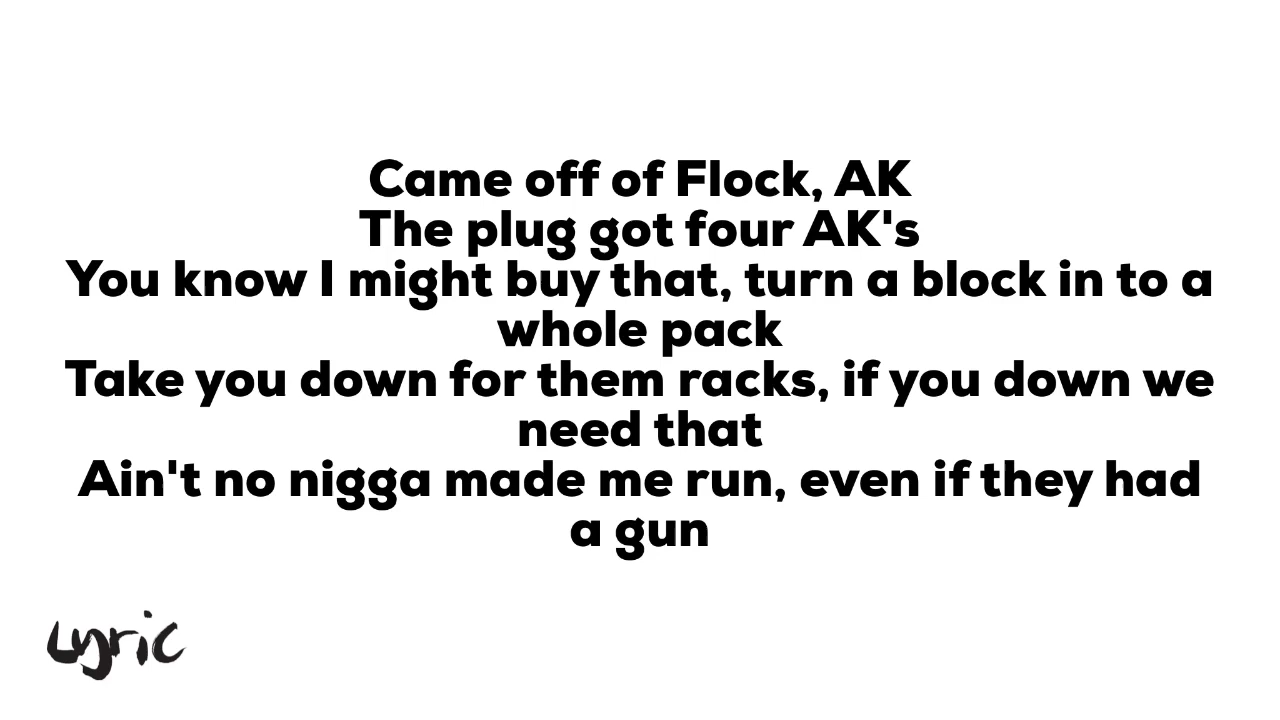 Came off of Flock, AK
The plug got four AK's
You know I might buy that, turn a block in to a
whole pack
Take you down for them racks, if you down we
need that
Ain't no nigga made me run, even if they had
a gun
Lyric